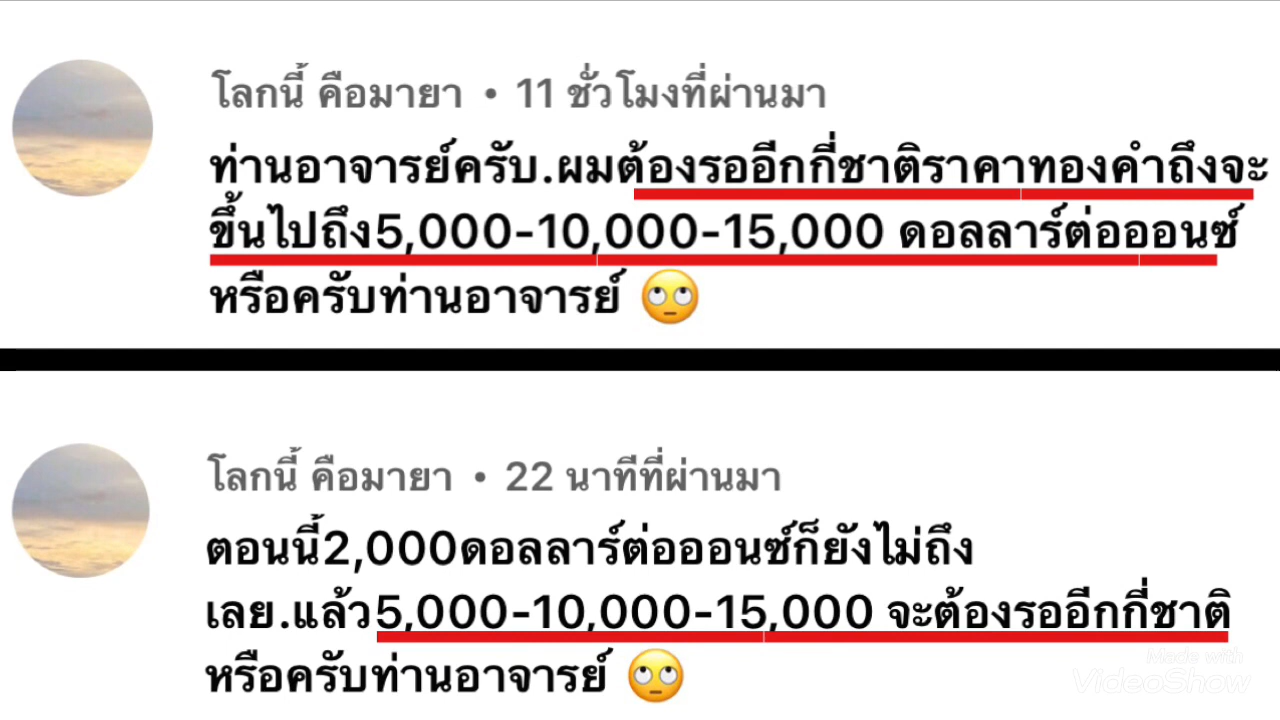 โลกนี้ คือมายา • 11 ชั่วโมงที่ผ่านมา
ท่านอาจารย์ครับ.ผมต้องรออีกกี่ชาติราคาทองคำถึงจะ
ขึ้นไปถึง5,000-10,000-15,000 ดอลลาร์ต่อออนซ์
หรือครับท่านอาจารย์ 🙄
โลกนี้ คือมายา • 22 นาทีที่ผ่านมา
ตอนนี้2,000ดอลลาร์ต่อออนซ์ก็ยังไม่ถึง
เลย.แล้ว5,000-10,000-15,000 จะต้องรออีกกี่ชาติ
หรือครับท่านอาจารย์ 🙄
Made with
VideoShow